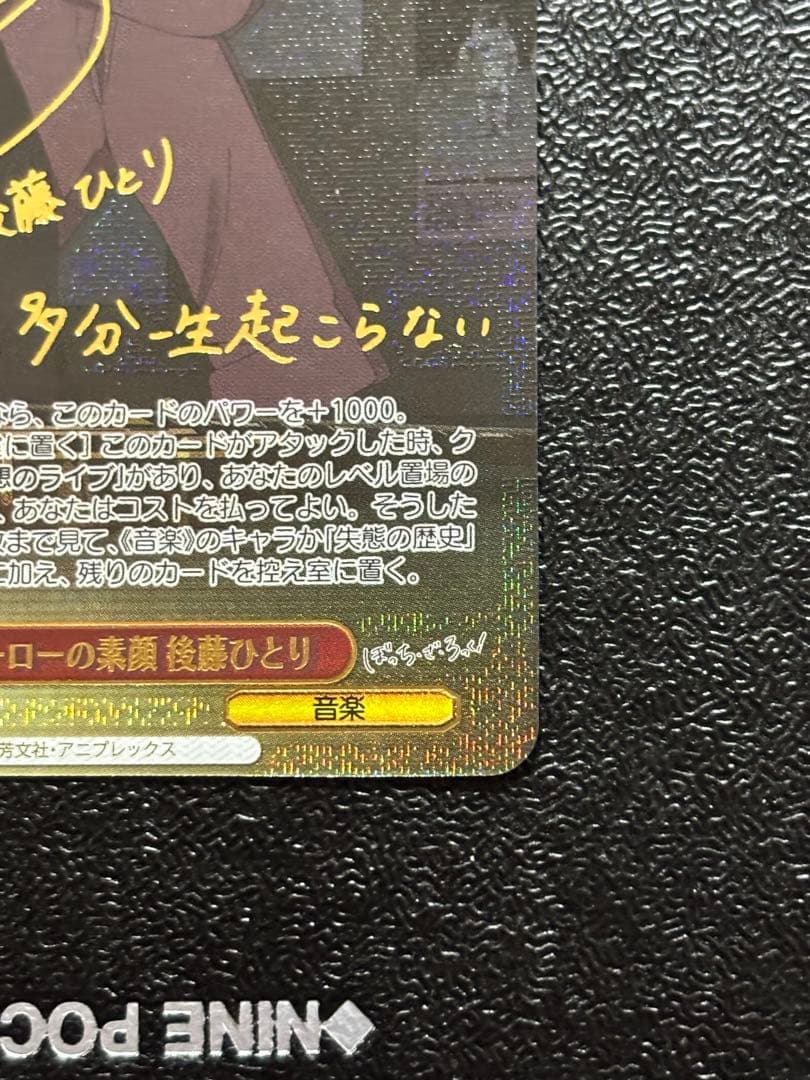 藤ひとり
多分一生起こらない
なら、このカードのパワーを+1000。
に置く］このカードがアタックした時、ク
想のライブ」があり、あなたのレベル置場の
、あなたはコストを払ってよい。そうした
枚まで見て、《音楽》のキャラか「失態の歴史」
に加え、残りのカードを控え室に置く。
ーローの素顔 後藤ひとり
ぼっち・ざ・ろっく!
音楽
芳文社・アニプレックス
NINE POC